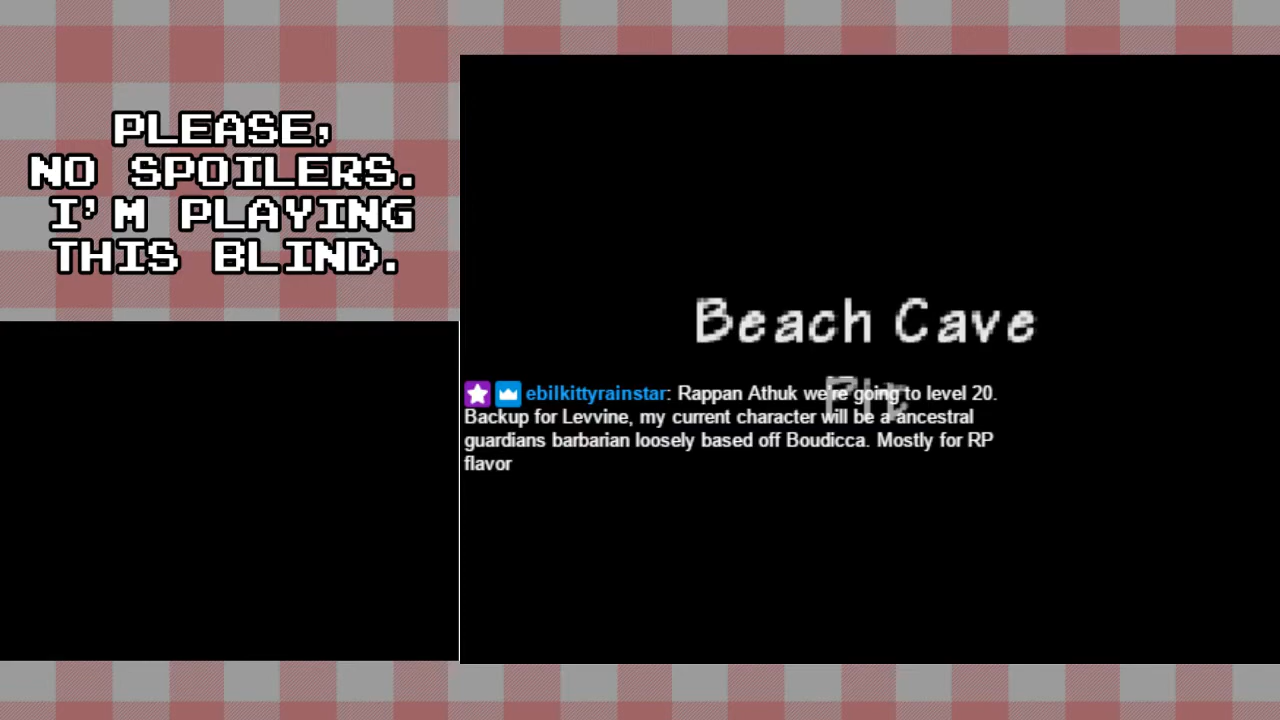 PLEASE,
NO SPOILERS.
I'M PLAYING
THIS BLIND.
Beach Cave
Pit
ebilkittyrainstar: Rappan Athuk we're going to level 20.
Backup for Levvine, my current character will be a ancestral
guardians barbarian loosely based off Boudicca. Mostly for RP
flavor